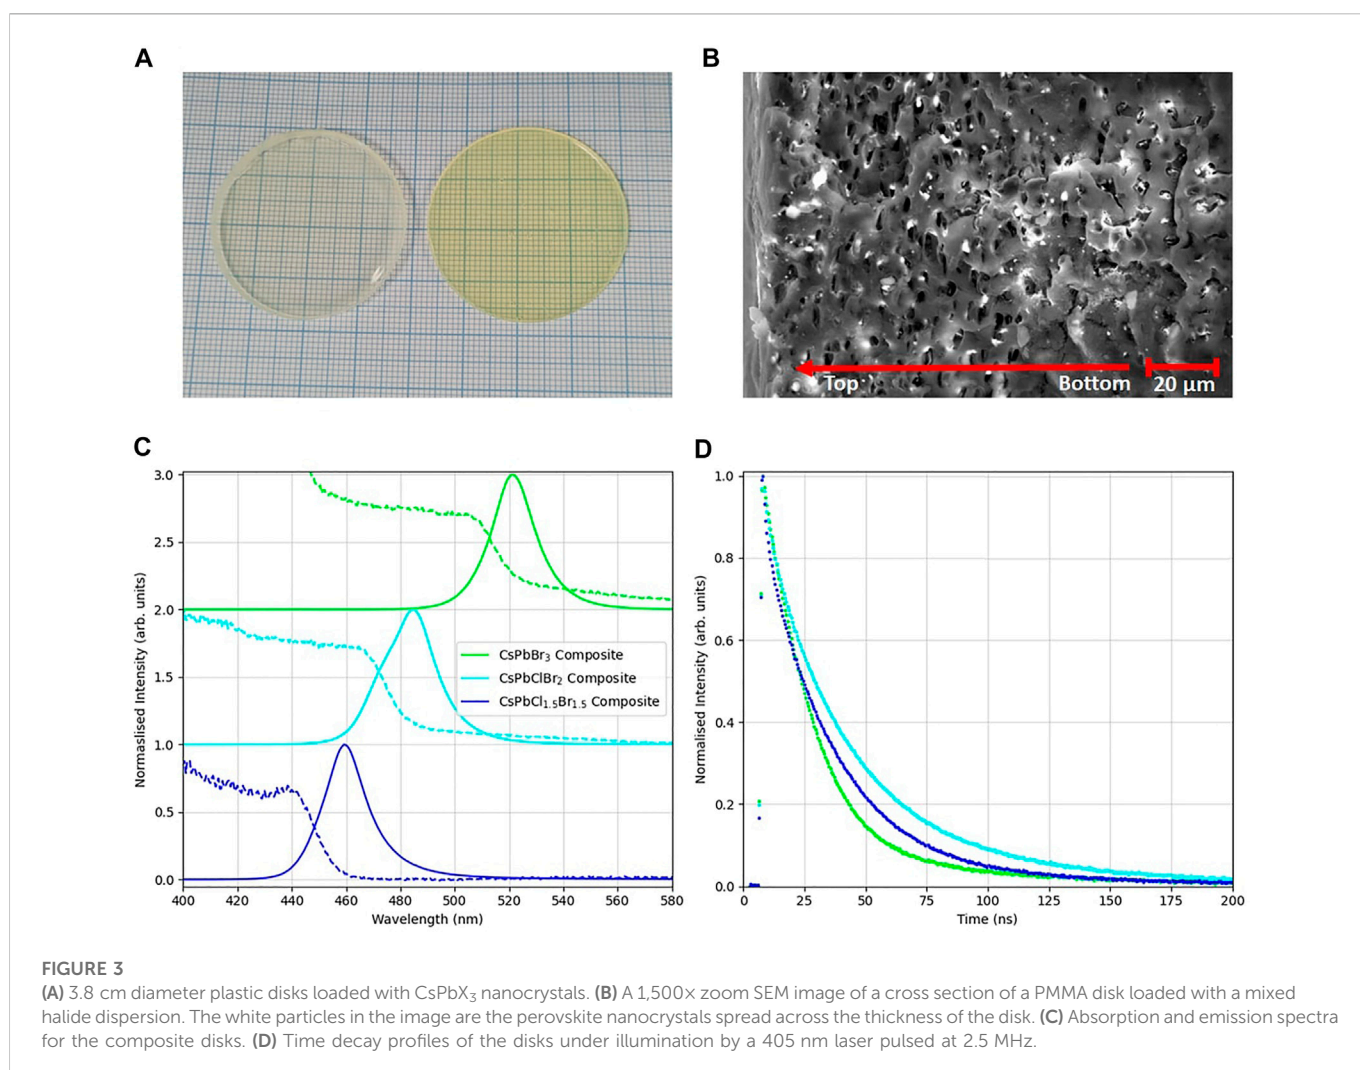 A
B
Top
Bottom
20 µm
C
Normaslised Intensity (arb. units)
3.0
2.5
2.0
1.5
1.0
0.5
0.0
CsPbBr₃ Composite
CsPbClBr₂ Composite
CsPbCl₁.₅Br₁.₅ Composite
400 420 440 460 480 500 520 540 560 580
Wavelength (nm)
D
Normalised Intensity (arb. units)
1.0
0.8
0.6
0.4
0.2
0.0
0 25 50 75 100 125 150 175 200
Time (ns)
FIGURE 3
(A) 3.8 cm diameter plastic disks loaded with CsPbX₃ nanocrystals. (B) A 1,500× zoom SEM image of a cross section of a PMMA disk loaded with a mixed
halide dispersion. The white particles in the image are the perovskite nanocrystals spread across the thickness of the disk. (C) Absorption and emission spectra
for the composite disks. (D) Time decay profiles of the disks under illumination by a 405 nm laser pulsed at 2.5 MHz.